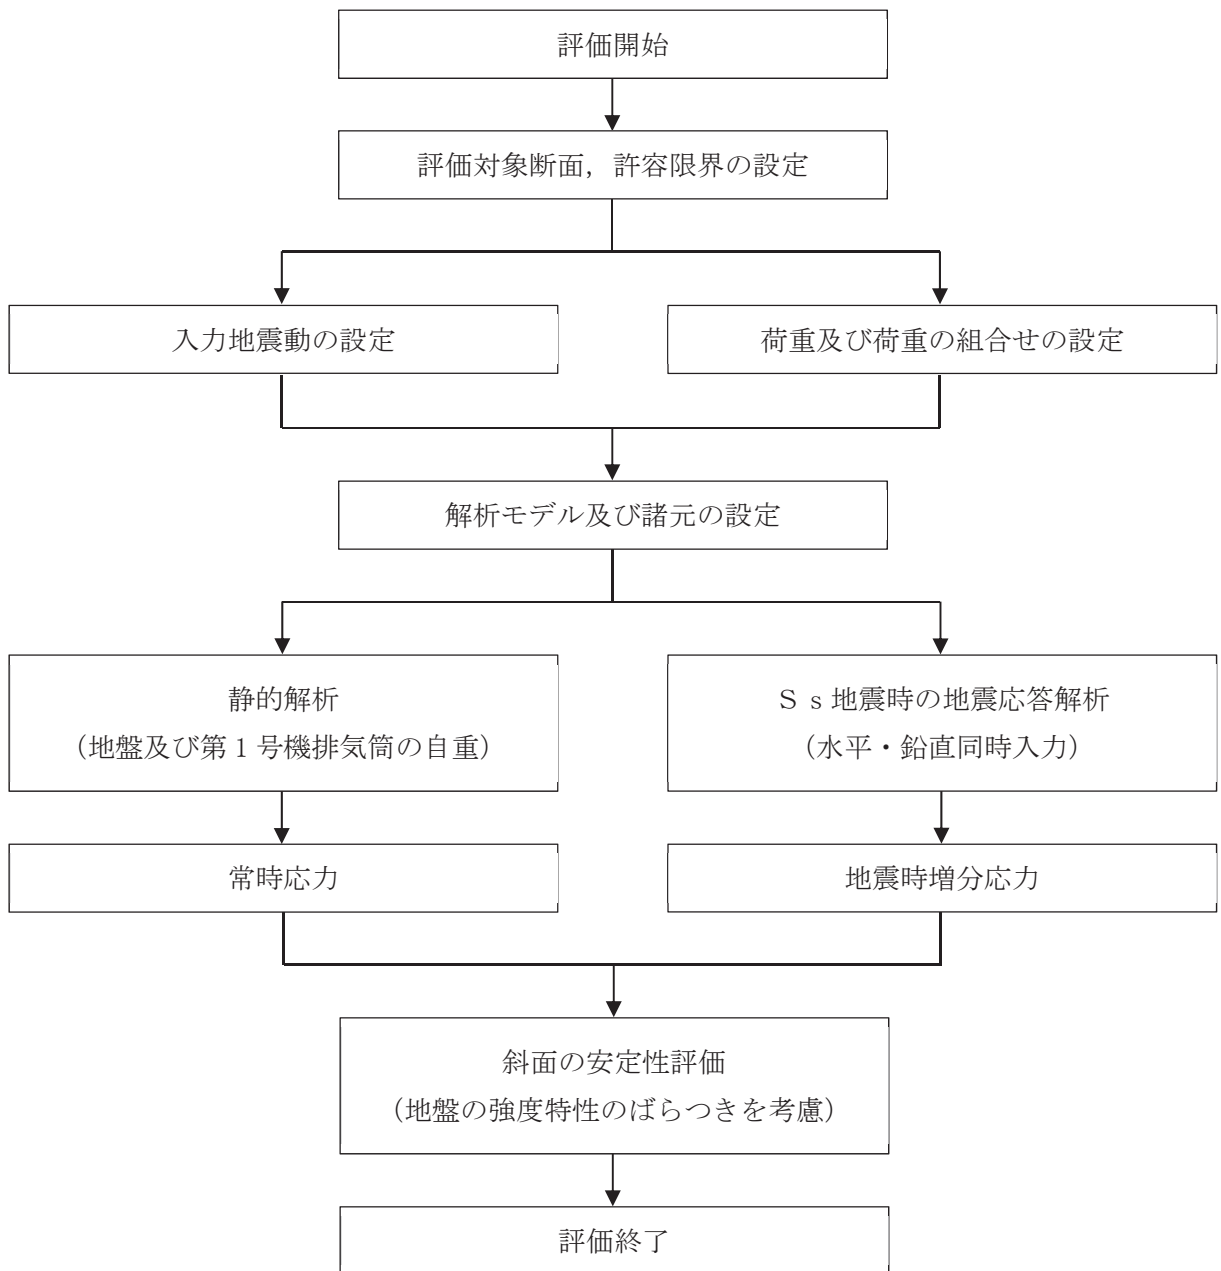 評価開始
評価対象断面，許容限界の設定
入力地震動の設定
荷重及び荷重の組合せの設定
解析モデル及び諸元の設定
静的解析
（地盤及び第１号機排気筒の自重）
Ｓｓ地震時の地震応答解析
（水平・鉛直同時入力）
常時応力
地震時増分応力
斜面の安定性評価
（地盤の強度特性のばらつきを考慮）
評価終了